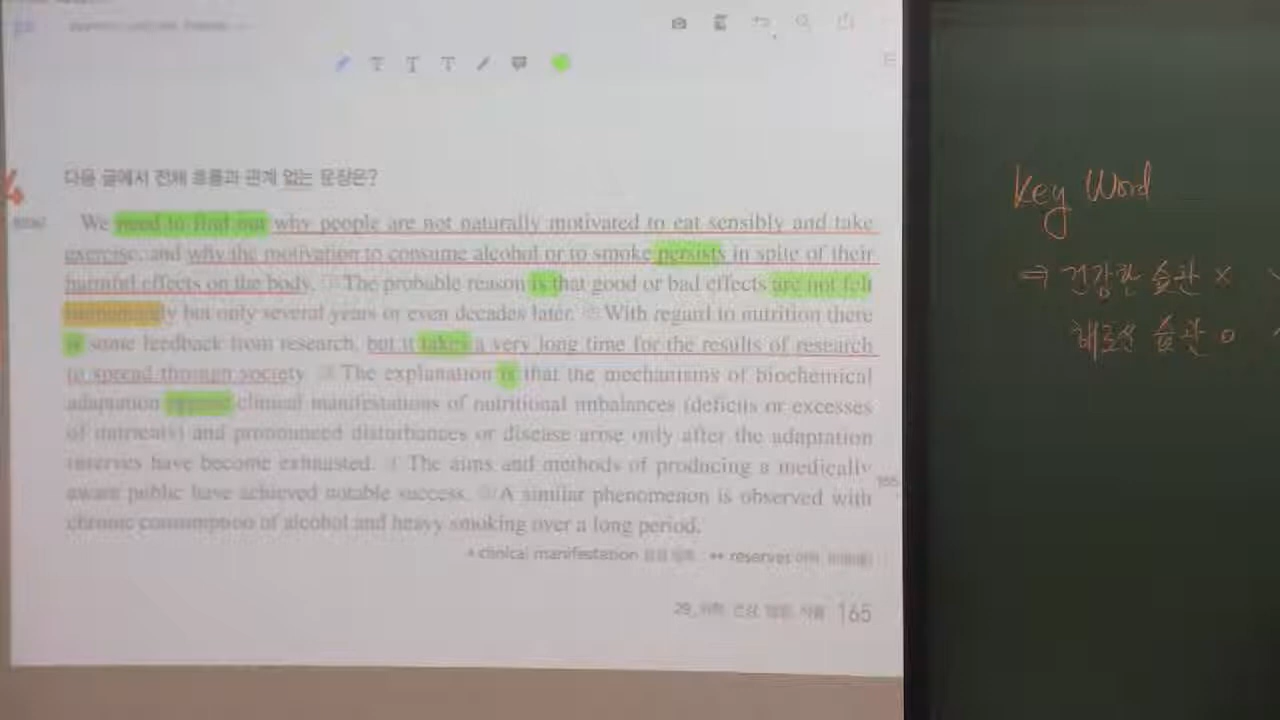 다음 글에서 전체 흐름과 관계 없는 문장은?
We need to find out why people are not naturally motivated to eat sensibly and take
exercise, and why the motivation to consume alcohol or to smoke persists in spite of their
harmful effects on the body. The probable reason is that good or bad effects are not felt
but only several years or even decades later. With regard to nutrition there
is some feedback from research, but it takes a very long time for the results of research
to spread through society. The explanation is that the mechanisms of biochemical
adaptation clinical manifestations of nutritional imbalances (deficits or excesses
of nutrients) and pronounced disturbances or disease arise only after the adaptation
reserves have become exhausted. The aims and methods of producing a medically
aware public have achieved notable success. A similar phenomenon is observed with
chronic consumption of alcohol and heavy smoking over a long period.
* clinical manifestation ** reserves
29 165
Key Word
⇒ 건강한 습관 ×
해로운 습관 o